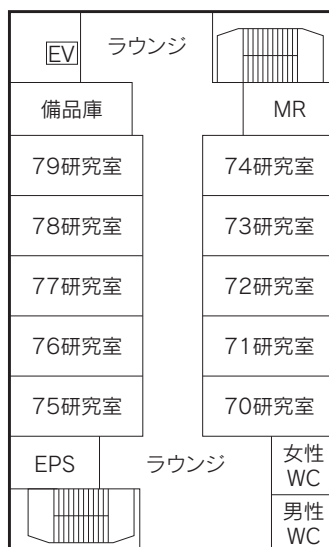 EV
ラウンジ
備品庫
MR
79研究室
74研究室
78研究室
73研究室
77研究室
72研究室
76研究室
71研究室
75研究室
70研究室
EPS
ラウンジ
女性
WC
男性
WC